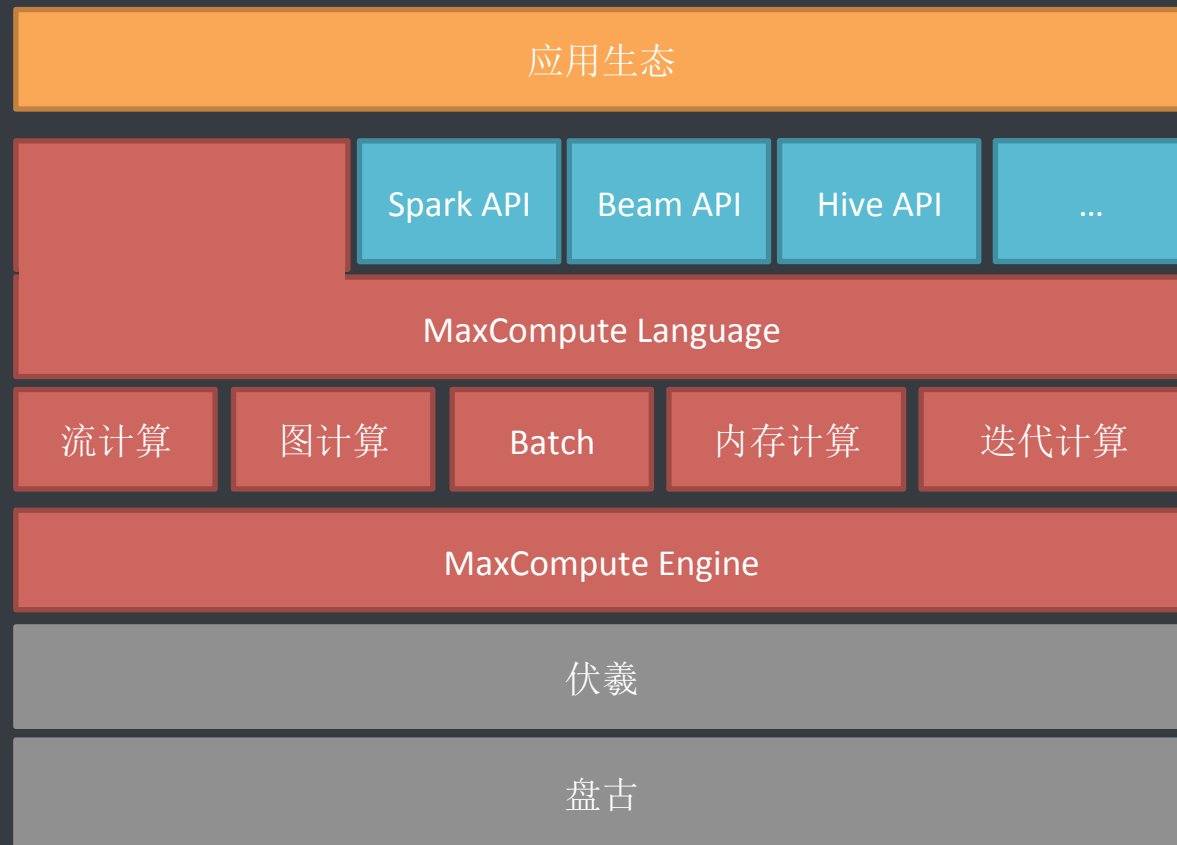 应用生态
Spark API
Beam API
Hive API
...
MaxCompute Language
流计算
图计算
Batch
内存计算
迭代计算
MaxCompute Engine
伏羲
盘古